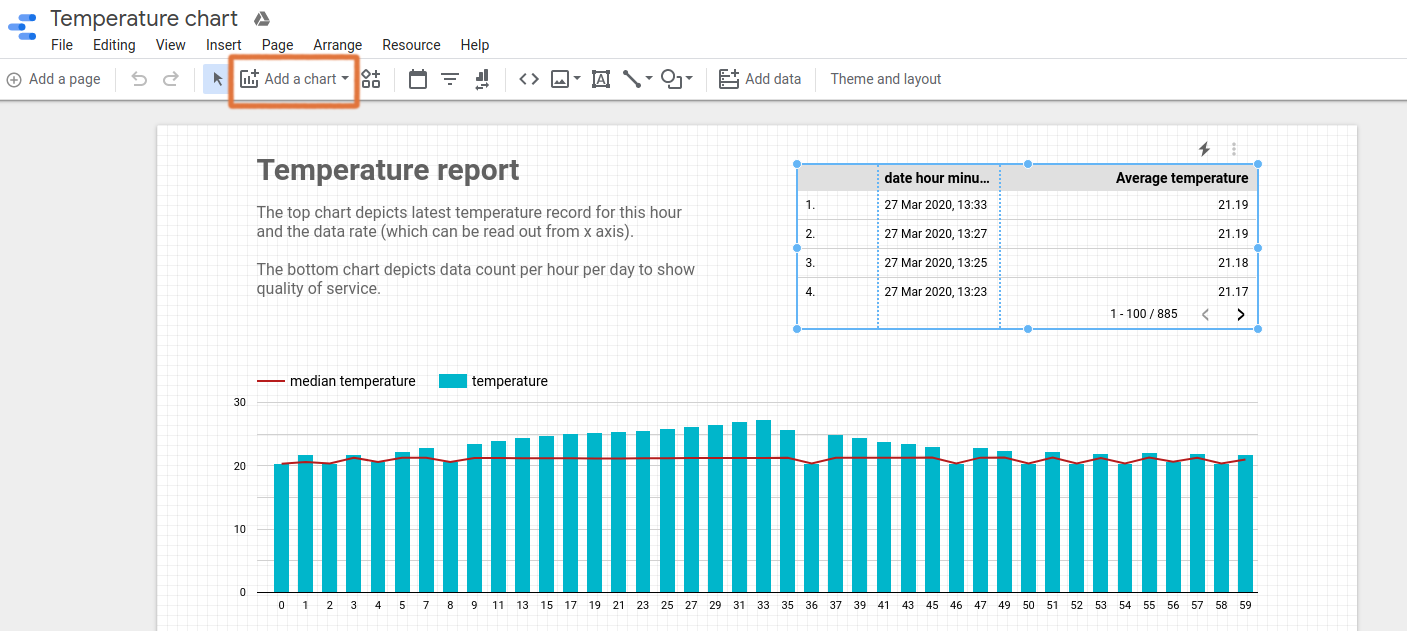 Temperature chart
File Editing View Insert Page Arrange Resource Help
Add a page Add a chart Add data Theme and layout
Temperature report
The top chart depicts latest temperature record for this hour
and the data rate (which can be read out from x axis).
The bottom chart depicts data count per hour per day to show
quality of service.
date hour minu... Average temperature
1. 27 Mar 2020, 13:33 21.19
2. 27 Mar 2020, 13:27 21.19
3. 27 Mar 2020, 13:25 21.18
4. 27 Mar 2020, 13:23 21.17
1 - 100 / 885
median temperature temperature
30
20
10
0
0 1 2 3 4 5 7 8 9 11 13 15 17 19 21 23 25 27 29 31 33 35 36 37 39 41 43 45 46 47 49 50 51 52 53 54 55 56 57 58 59